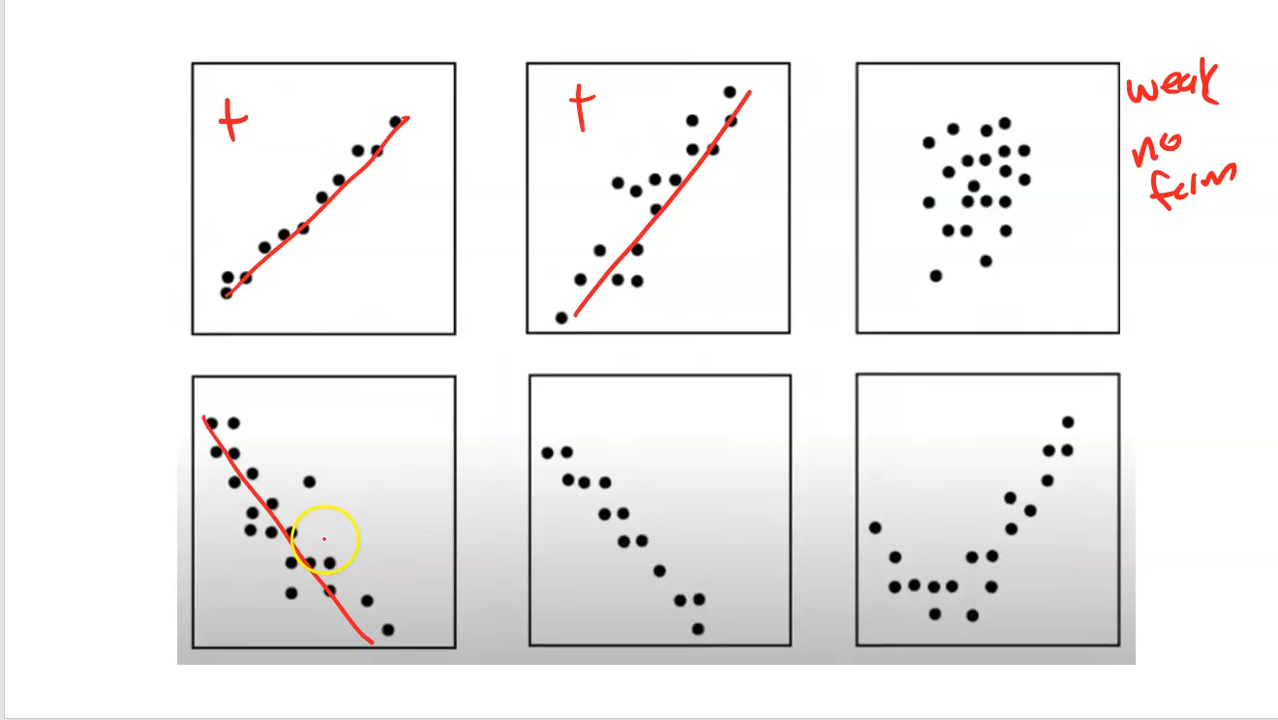 +
+
weak
no
form